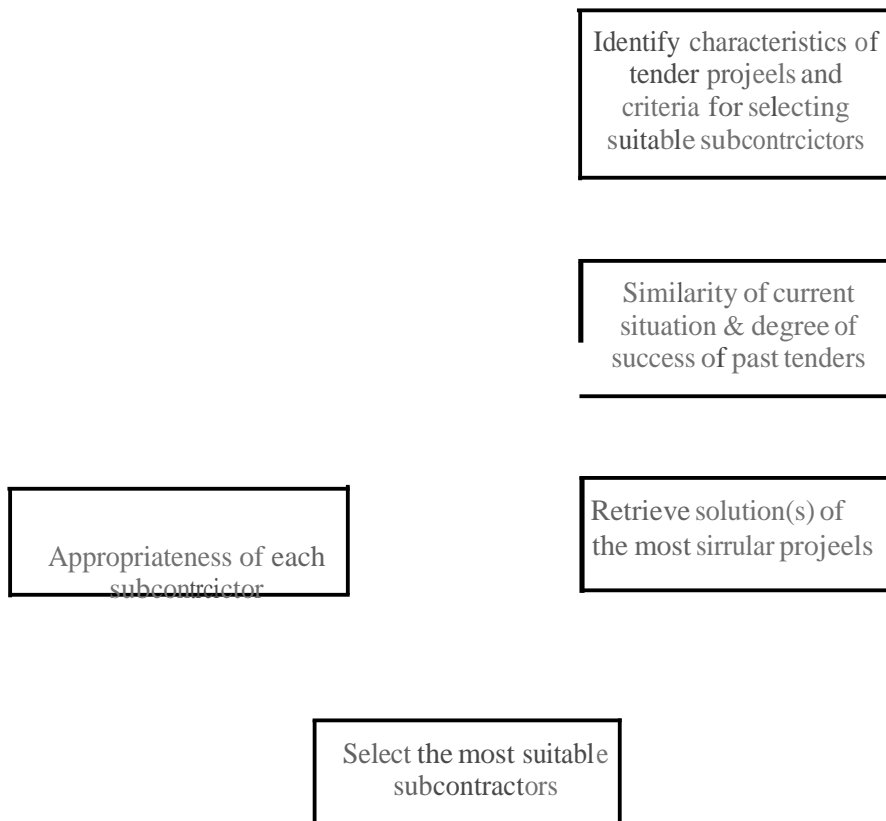 Identify characteristics of
tender projeels and
criteria for selecting
suitable subcontrcictors
Similarity of current
situation & degree of
success of past tenders
Retrieve solution(s) of
the most sirrular projeels
Appropriateness of each
subcontrcictor
Select the most suitable
subcontractors